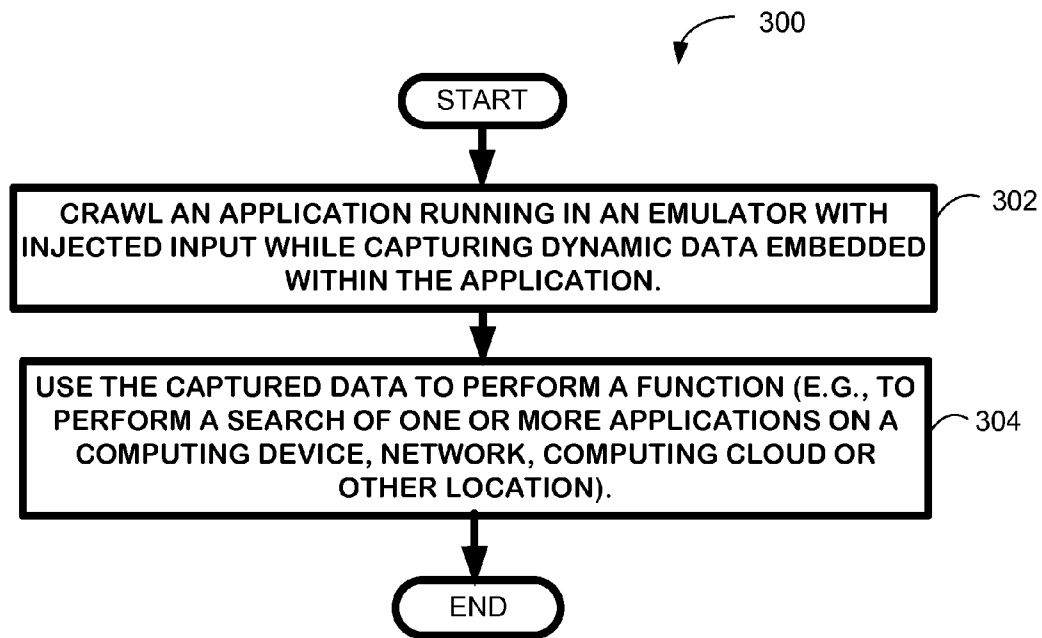 300
START
CRAWL AN APPLICATION RUNNING IN AN EMULATOR WITH
INJECTED INPUT WHILE CAPTURING DYNAMIC DATA EMBEDDED
WITHIN THE APPLICATION.
302
USE THE CAPTURED DATA TO PERFORM A FUNCTION (E.G., TO
PERFORM A SEARCH OF ONE OR MORE APPLICATIONS ON A
COMPUTING DEVICE, NETWORK, COMPUTING CLOUD OR
OTHER LOCATION).
304
END